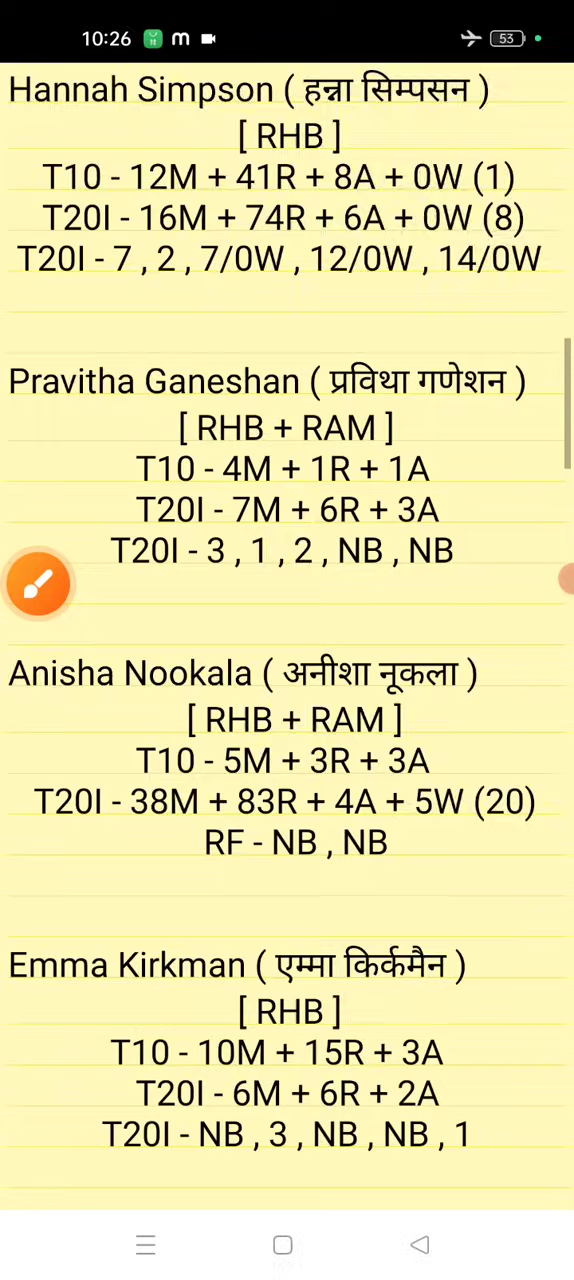 10:26 m 53
Hannah Simpson ( हन्ना सिम्पसन )
[ RHB ]
T10 - 12M + 41R + 8A + 0W (1)
T20I - 16M + 74R + 6A + 0W (8)
T20I - 7 , 2 , 7/0W , 12/0W , 14/0W
Pravitha Ganeshan ( प्रविथा गणेशन )
[ RHB + RAM ]
T10 - 4M + 1R + 1A
T20I - 7M + 6R + 3A
T20I - 3 , 1 , 2 , NB , NB
Anisha Nookala ( अनीशा नूकला )
[ RHB + RAM ]
T10 - 5M + 3R + 3A
T20I - 38M + 83R + 4A + 5W (20)
RF - NB , NB
Emma Kirkman ( एम्मा किर्कमैन )
[ RHB ]
T10 - 10M + 15R + 3A
T20I - 6M + 6R + 2A
T20I - NB , 3 , NB , NB , 1